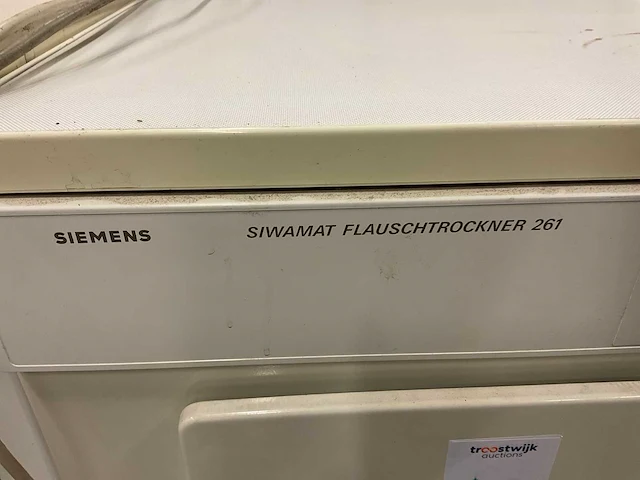 SIEMENS
SIWAMAT FLAUSCHTROCKNER 261
troostwijk
auctions